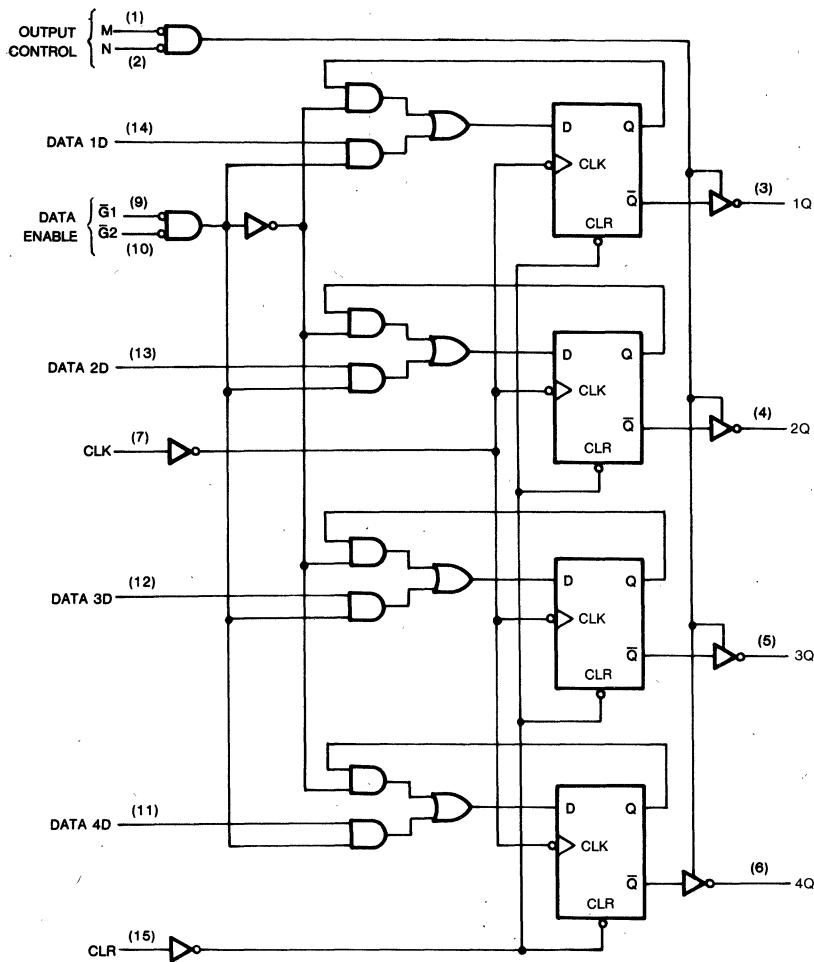 (1)
OUTPUT CONTROL { M
N
(2)
DATA 1D (14)
D Q
CLK
Q̅
CLR
(3)
1Q
DATA ENABLE { G̅1 (9)
G̅2
(10)
DATA 2D (13)
D Q
CLK
Q̅
CLR
(4)
2Q
CLK (7)
DATA 3D (12)
D Q
CLK
Q̅
CLR
(5)
3Q
DATA 4D (11)
D Q
CLK
Q̅
CLR
(6)
4Q
CLR (15)